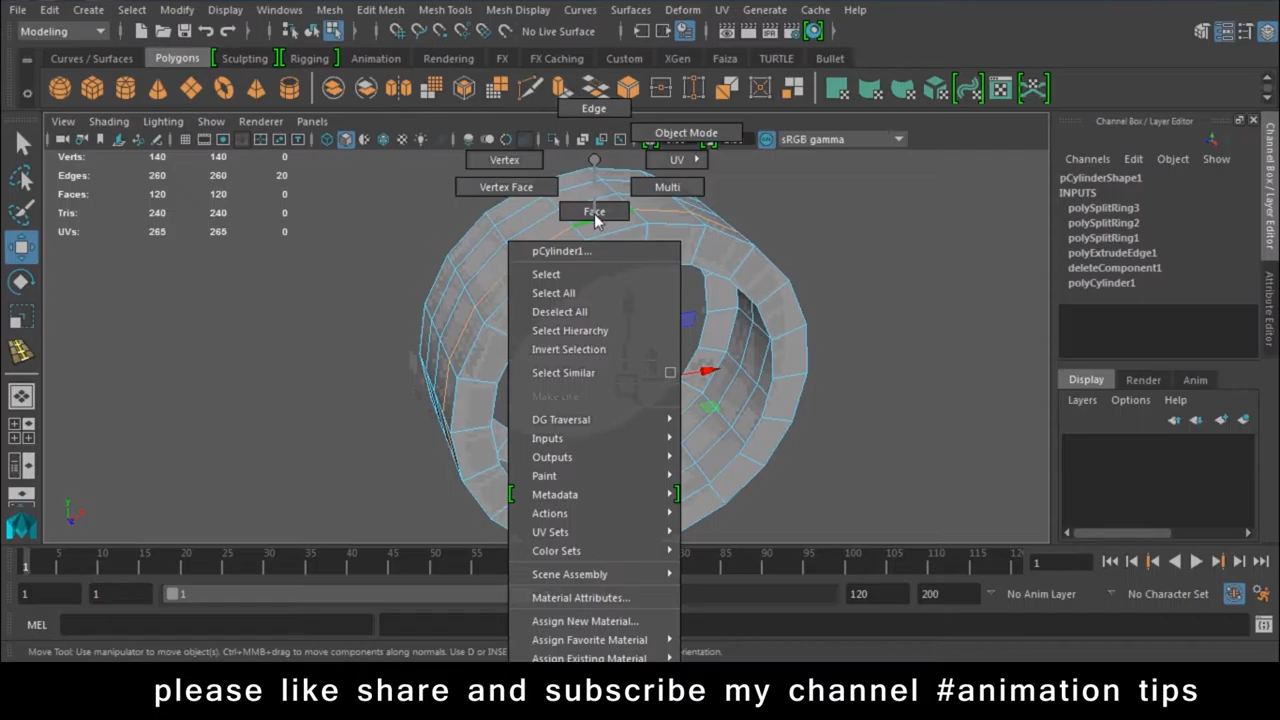 File Edit Create Select Modify Display Windows Mesh Edit Mesh Mesh Tools Mesh Display Curves Surfaces Deform UV Generate Cache Help
Modeling No Live Surface
Curves / Surfaces Polygons Sculpting Rigging Animation Rendering FX FX Caching Custom XGen Faiza TURTLE Bullet
View Shading Lighting Show Renderer Panels
Channel Box / Layer Editor
sRGB gamma
Edge
Object Mode
Vertex UV
Vertex Face Multi
Face
Verts: 140 140 0
Edges: 260 260 20
Faces: 120 120 0
Tris: 240 240 0
UVs: 265 265 0
pCylinder1...
Select
Select All
Deselect All
Select Hierarchy
Invert Selection
Select Similar
DG Traversal
Inputs
Outputs
Paint
Metadata
Actions
UV Sets
Color Sets
Scene Assembly
Material Attributes...
Assign New Material...
Assign Favorite Material
Assign Existing Material
Channels Edit Object Show
pCylinderShape1
INPUTS
polySplitRing3
polySplitRing2
polySplitRing1
polyExtrudeEdge1
deleteComponent1
polyCylinder1
Channel Box / Layer Editor
Attribute Editor
Display Render Anim
Layers Options Help
y
5 10 15 20 25 30 35 40 45 50 55 80 85 90 95 100 105 110 115 12
1 1
1 1 1 120 200 No Anim Layer No Character Set
MEL
Move Tool: Use manipulator to move object(s). Ctrl+MMB+drag to move components along normals. Use D or INSE
please like share and subscribe my channel #animation tips